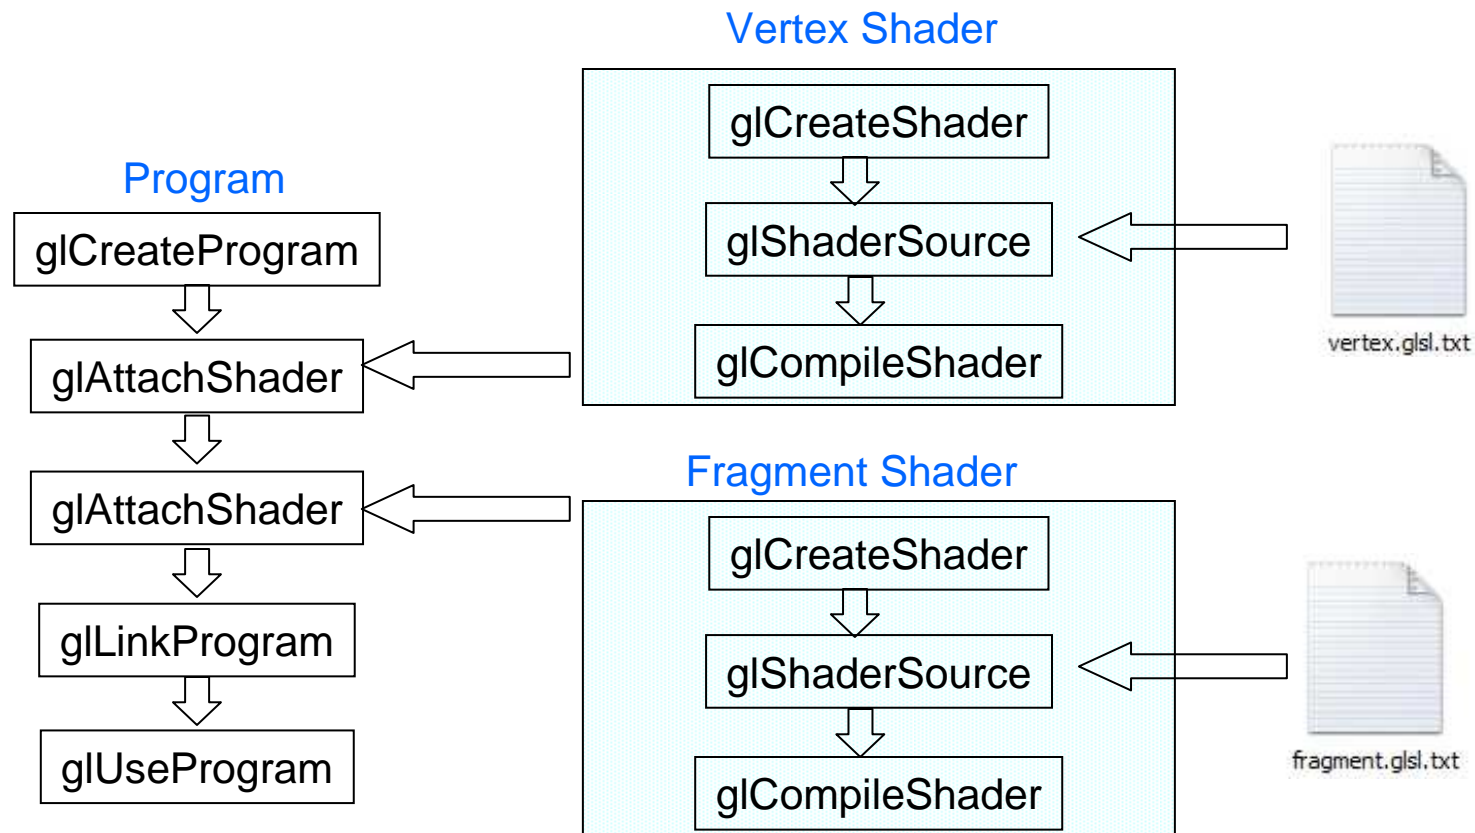 Vertex Shader
glCreateShader
glShaderSource
glCompileShader
vertex.glsl.txt
Program
glCreateProgram
glAttachShader
glAttachShader
glLinkProgram
glUseProgram
Fragment Shader
glCreateShader
glShaderSource
glCompileShader
fragment.glsl.txt